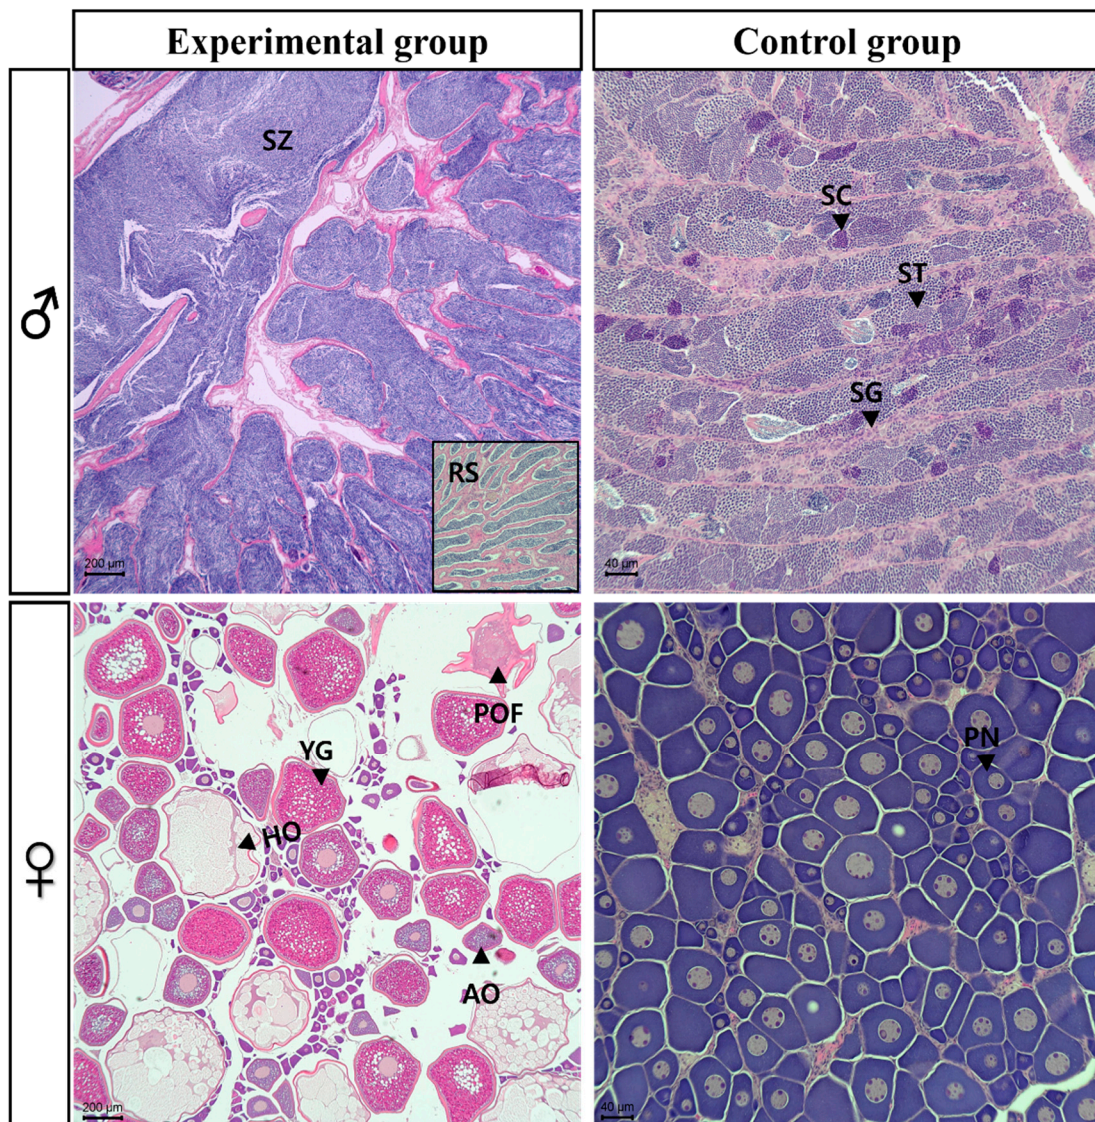 Experimental group
Control group
♂
SZ
RS
200 μm
SC
ST
SG
40 μm
♀
POF
YG
HO
AO
200 μm
PN
40 μm